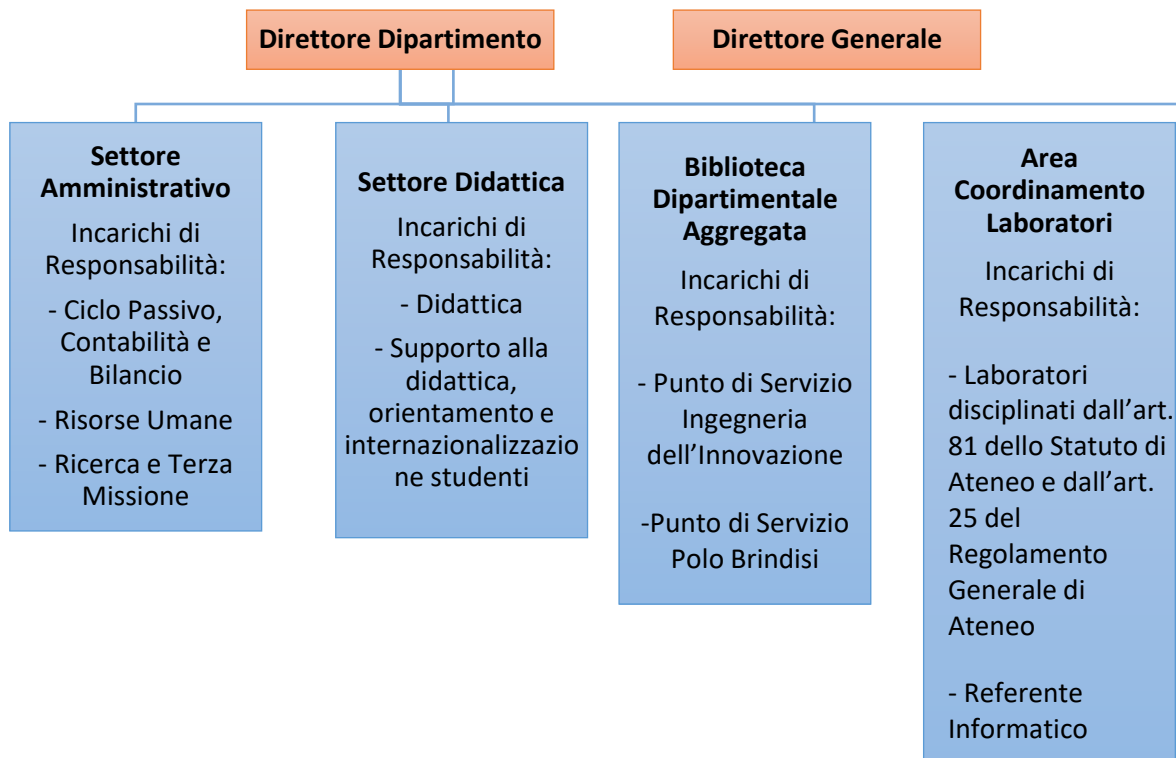 Direttore Dipartimento
Direttore Generale
Settore
Amministrativo
Incarichi di
Responsabilità:
- Ciclo Passivo,
Contabilità e
Bilancio
- Risorse Umane
- Ricerca e Terza
Missione
Settore Didattica
Incarichi di
Responsabilità:
- Didattica
- Supporto alla
didattica,
orientamento e
internazionalizzazio
ne studenti
Biblioteca
Dipartimentale
Aggregata
Incarichi di
Responsabilità:
- Punto di Servizio
Ingegneria
dell’Innovazione
-Punto di Servizio
Polo Brindisi
Area
Coordinamento
Laboratori
Incarichi di
Responsabilità:
- Laboratori
disciplinati dall’art.
81 dello Statuto di
Ateneo e dall’art.
25 del
Regolamento
Generale di
Ateneo
- Referente
Informatico